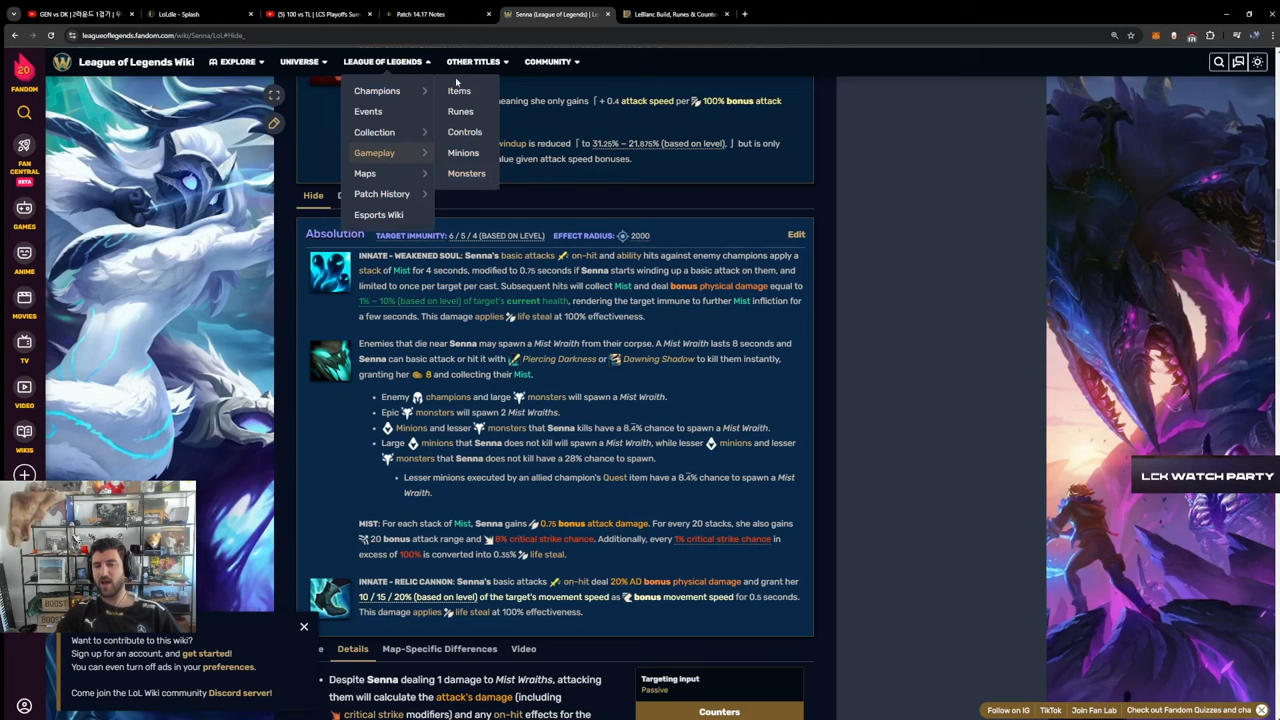 GEN vs DK | 2라운드 1경기 | 우
LoLdle - Splash
(5) 100 vs TL | LCS Playoffs Sum
Patch 14.17 Notes
Senna (League of Legends) | Le
LeBlanc Build, Runes & Counte
leagueoflegends.fandom.com/wiki/Senna/LoL#Hide_
20
FANDOM
League of Legends Wiki
EXPLORE
UNIVERSE
LEAGUE OF LEGENDS
OTHER TITLES
COMMUNITY
FAN CENTRAL
BETA
GAMES
ANIME
MOVIES
TV
VIDEO
WIKIS
Champions
Events
Collection
Gameplay
Maps
Patch History
Esports Wiki
Items
Runes
Controls
Minions
Monsters
eaning she only gains ⌈ + 0.4 attack speed per 100% bonus attack
windup is reduced ⌈ to 31.25% – 21.875% (based on level), ⌋ but is only
lue given attack speed bonuses.
Hide
Absolution TARGET IMMUNITY: 6 / 5 / 4 (BASED ON LEVEL) EFFECT RADIUS: 2000 Edit
INNATE - WEAKENED SOUL: Senna's basic attacks on-hit and ability hits against enemy champions apply a
stack of Mist for 4 seconds, modified to 0.75 seconds if Senna starts winding up a basic attack on them, and
limited to once per target per cast. Subsequent hits will collect Mist and deal bonus physical damage equal to
1% – 10% (based on level) of target's current health, rendering the target immune to further Mist infliction for
a few seconds. This damage applies life steal at 100% effectiveness.
Enemies that die near Senna may spawn a Mist Wraith from their corpse. A Mist Wraith lasts 8 seconds and
Senna can basic attack or hit it with Piercing Darkness or Dawning Shadow to kill them instantly,
granting her 8 and collecting their Mist.
• Enemy champions and large monsters will spawn a Mist Wraith.
• Epic monsters will spawn 2 Mist Wraiths.
• Minions and lesser monsters that Senna kills have a 8.4% chance to spawn a Mist Wraith.
• Large minions that Senna does not kill will spawn a Mist Wraith, while lesser minions and lesser
monsters that Senna does not kill have a 28% chance to spawn.
• Lesser minions executed by an allied champion's Quest item have a 8.4% chance to spawn a Mist
Wraith.
MIST: For each stack of Mist, Senna gains 0.75 bonus attack damage. For every 20 stacks, she also gains
20 bonus attack range and 8% critical strike chance. Additionally, every 1% critical strike chance in
excess of 100% is converted into 0.35% life steal.
INNATE - RELIC CANNON: Senna's basic attacks on-hit deal 20% AD bonus physical damage and grant her
10 / 15 / 20% (based on level) of the target's movement speed as bonus movement speed for 0.5 seconds.
This damage applies life steal at 100% effectiveness.
LCK WATCH PARTY
BOOST
BOOST
Want to contribute to this wiki?
Sign up for an account, and get started!
You can even turn off ads in your preferences.
Come join the LoL Wiki community Discord server!
e Details Map-Specific Differences Video
• Despite Senna dealing 1 damage to Mist Wraiths, attacking
them will calculate the attack's damage (including
critical strike modifiers) and any on-hit effects for the
Targeting input
Passive
Counters
Follow on IG TikTok Join Fan Lab Check out Fandom Quizzes and cha